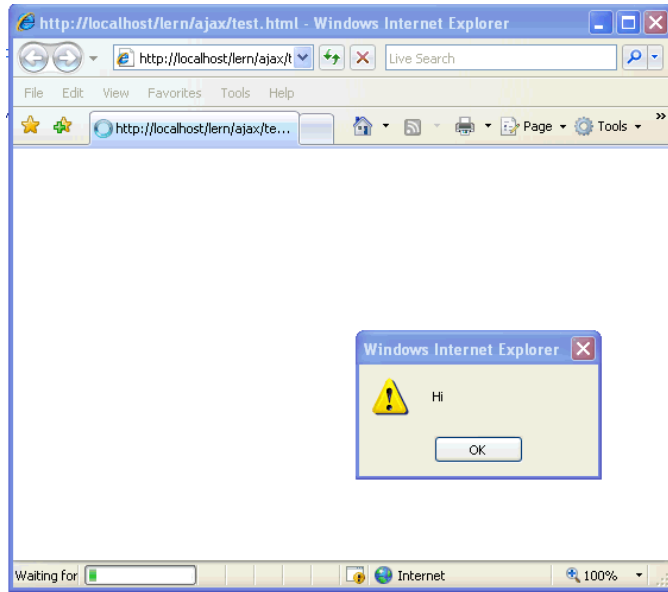 http://localhost/lern/ajax/test.html - Windows Internet Explorer
http://localhost/lern/ajax/t Live Search
File Edit View Favorites Tools Help
http://localhost/lern/ajax/te... Page Tools »
Windows Internet Explorer
Hi
OK
Waiting for Internet 100%